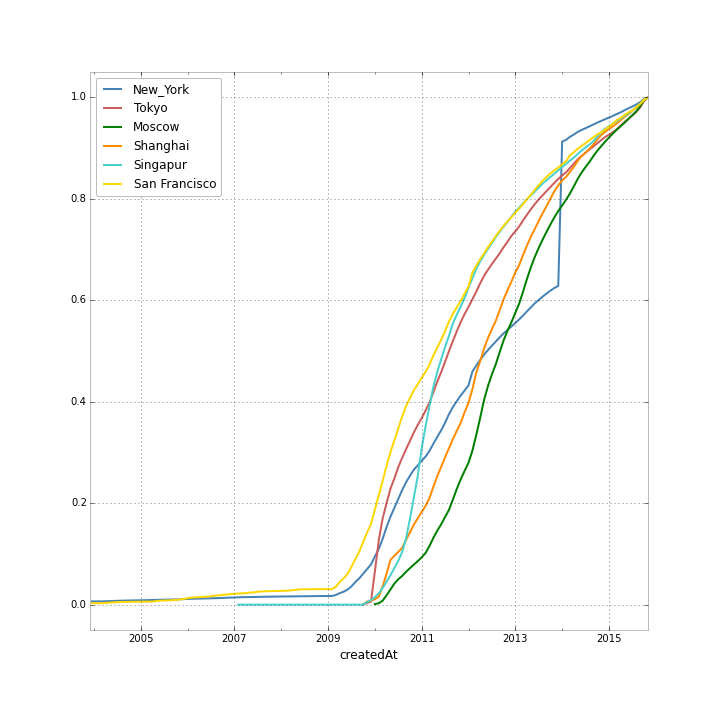 New_York
Tokyo
Moscow
Shanghai
Singapur
San Francisco
1.0
0.8
0.6
0.4
0.2
0.0
2005 2007 2009 2011 2013 2015
createdAt